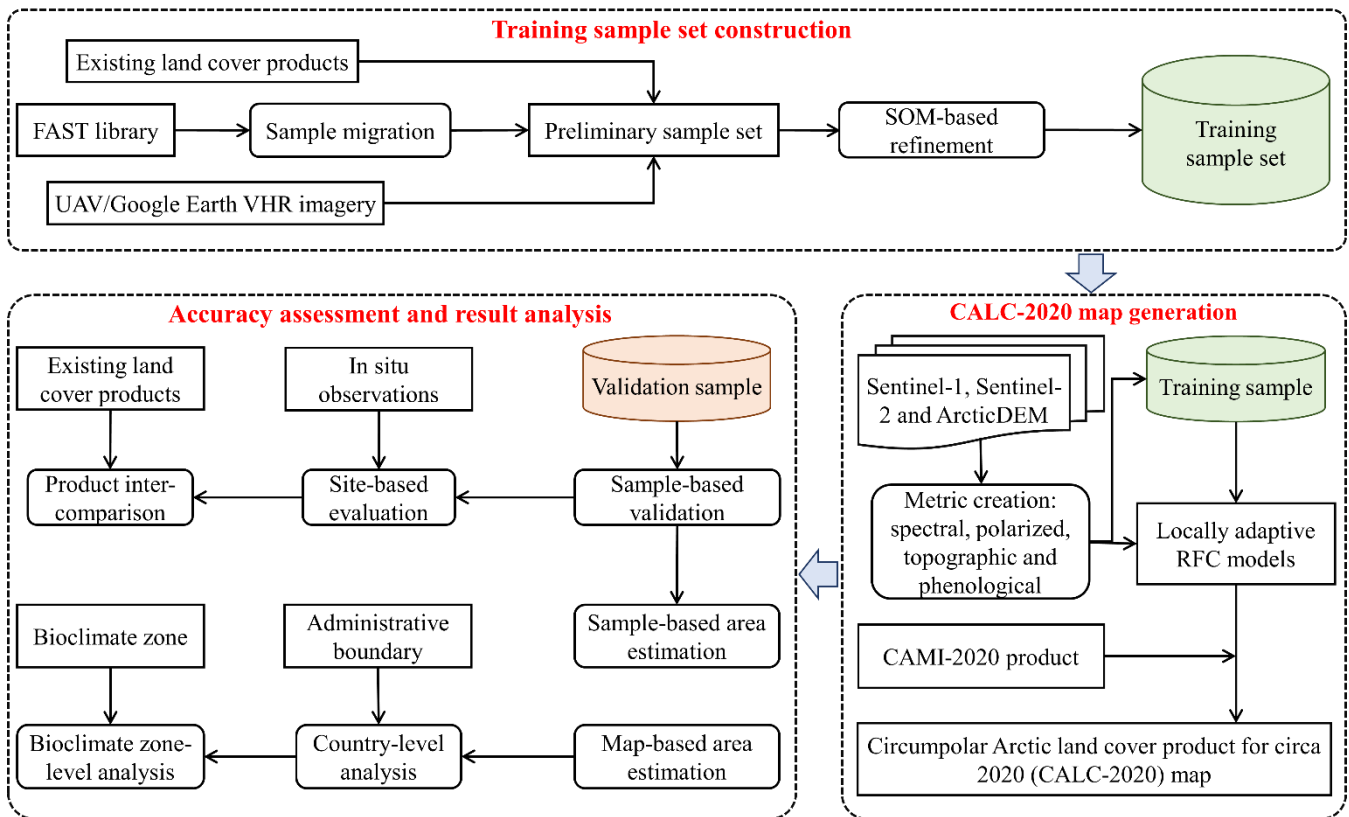 Training sample set construction
Existing land cover products
FAST library
Sample migration
Preliminary sample set
SOM-based
refinement
Training
sample set
UAV/Google Earth VHR imagery
Accuracy assessment and result analysis
Existing land
cover products
In situ
observations
Validation sample
Product inter-
comparison
Site-based
evaluation
Sample-based
validation
Bioclimate zone
Administrative
boundary
Sample-based area
estimation
Bioclimate zone-
level analysis
Country-level
analysis
Map-based area
estimation
CALC-2020 map generation
Sentinel-1, Sentinel-
2 and ArcticDEM
Training sample
Metric creation:
spectral, polarized,
topographic and
phenological
Locally adaptive
RFC models
CAMI-2020 product
Circumpolar Arctic land cover product for circa
2020 (CALC-2020) map